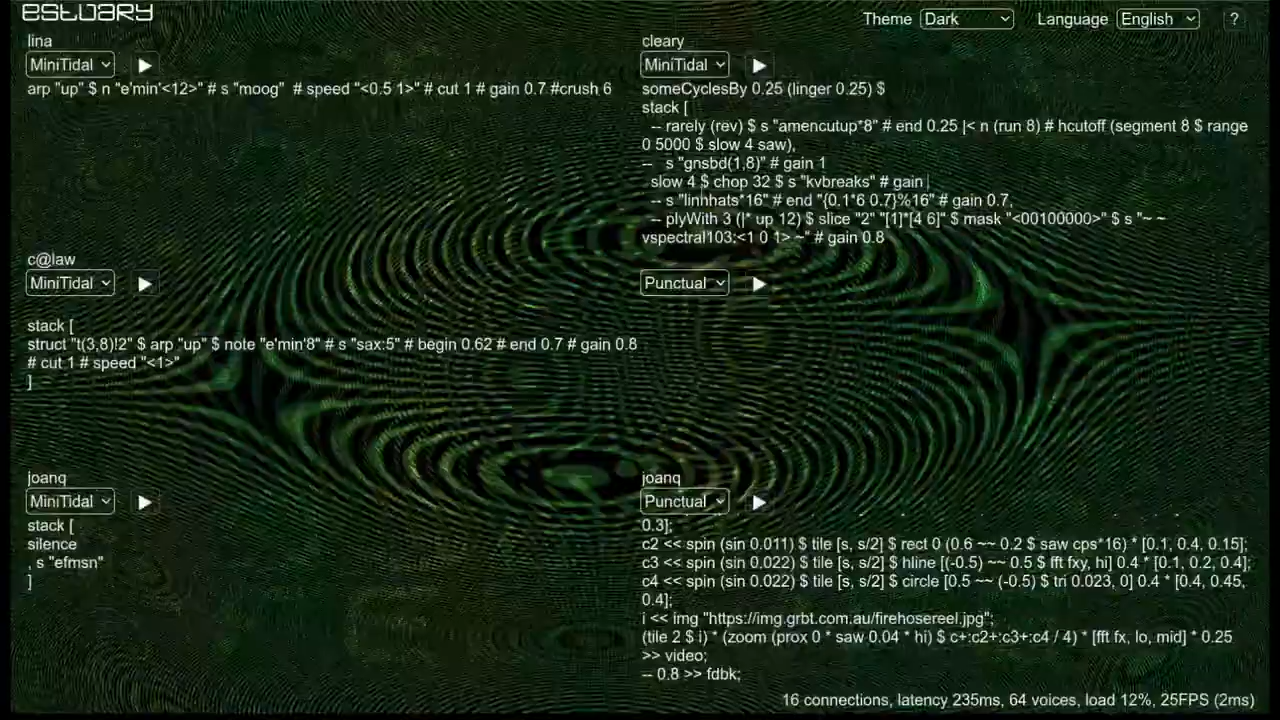 estuary
Theme Dark Language English ?
lina
MiniTidal
arp "up" $ n "e'min'<12>" # s "moog"  # speed "<0.5 1>" # cut 1 # gain 0.7 #crush 6
cleary
MiniTidal
someCyclesBy 0.25 (linger 0.25) $
stack [
-- rarely (rev) $ s "amencutup*8" # end 0.25 |< n (run 8) # hcutoff (segment 8 $ range
0 5000 $ slow 4 saw),
--   s "gnsbd(1,8)" # gain 1
slow 4 $ chop 32 $ s "kvbreaks" # gain
-- s "linhhats*16" # end "{0.1*6 0.7}%16" # gain 0.7,
-- plyWith 3 (|* up 12) $ slice "2" "[1]*[4 6]" $ mask "<00100000>" $ s "~ ~
vspectral103:<1 0 1> ~" # gain 0.8
c@law
MiniTidal
stack [
struct "t(3,8)!2" $ arp "up" $ note "e'min'8" # s "sax:5" # begin 0.62 # end 0.7 # gain 0.8
# cut 1 # speed "<1>"
]
Punctual
joanq
MiniTidal
stack [
silence
, s "efmsn"
]
joanq
Punctual
0.3];
c2 << spin (sin 0.011) $ tile [s, s/2] $ rect 0 (0.6 ~~ 0.2 $ saw cps*16) * [0.1, 0.4, 0.15];
c3 << spin (sin 0.022) $ tile [s, s/2] $ hline [(-0.5) ~~ 0.5 $ fft fxy, hi] 0.4 * [0.1, 0.2, 0.4];
c4 << spin (sin 0.022) $ tile [s, s/2] $ circle [0.5 ~~ (-0.5) $ tri 0.023, 0] 0.4 * [0.4, 0.45,
0.4];
i << img "https://img.grbt.com.au/firehosereel.jpg";
(tile 2 $ i) * (zoom (prox 0 * saw 0.04 * hi) $ c+:c2+:c3+:c4 / 4) * [fft fx, lo, mid] * 0.25
>> video;
-- 0.8 >> fdbk;
16 connections, latency 235ms, 64 voices, load 12%, 25FPS (2ms)